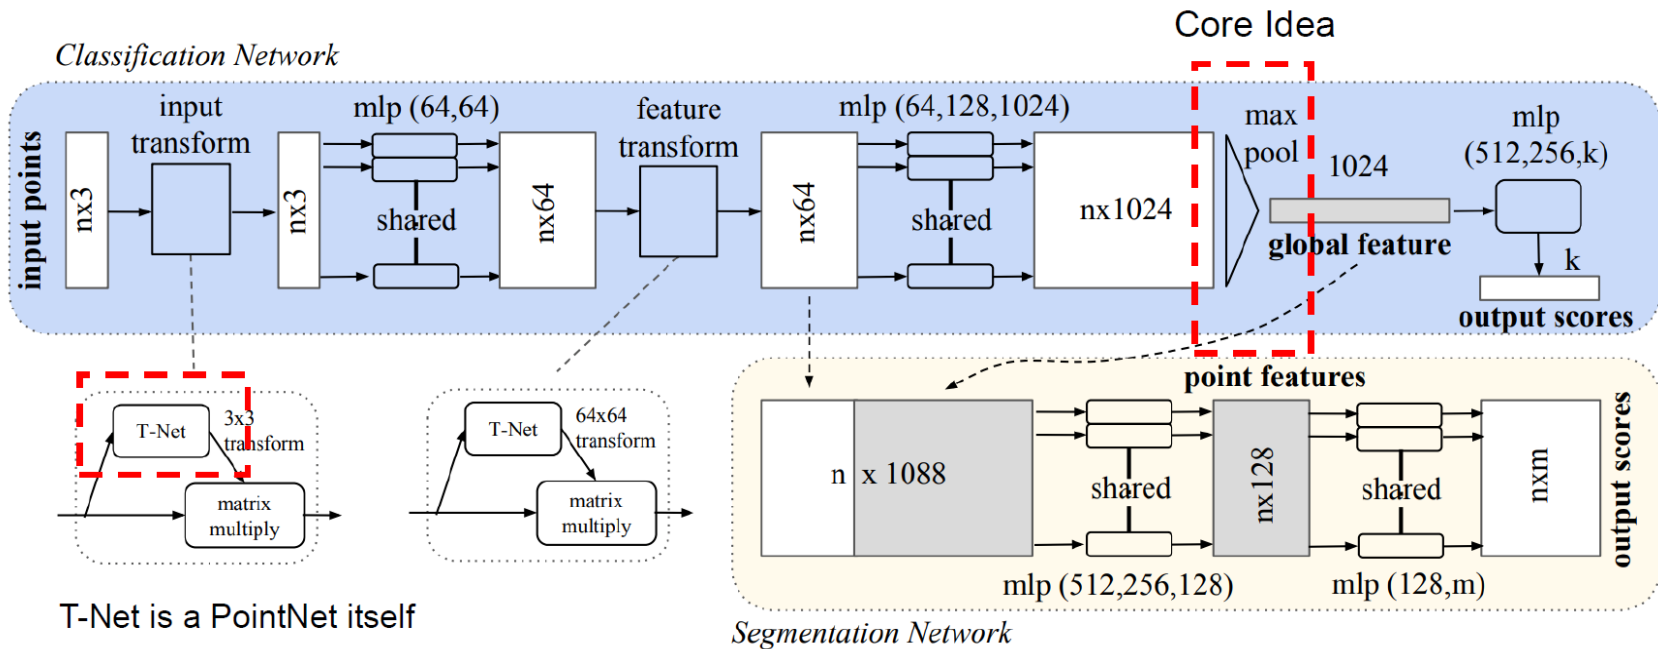 Core Idea
Classification Network
input points
nx3
input
transform
nx3
mlp (64,64)
shared
nx64
feature
transform
nx64
mlp (64,128,1024)
shared
nx1024
max
pool
1024
global feature
mlp
(512,256,k)
k
output scores
T-Net
3x3
transform
matrix
multiply
T-Net
64x64
transform
matrix
multiply
point features
n x 1088
shared
mlp (512,256,128)
nx128
shared
mlp (128,m)
nxm
output scores
T-Net is a PointNet itself
Segmentation Network